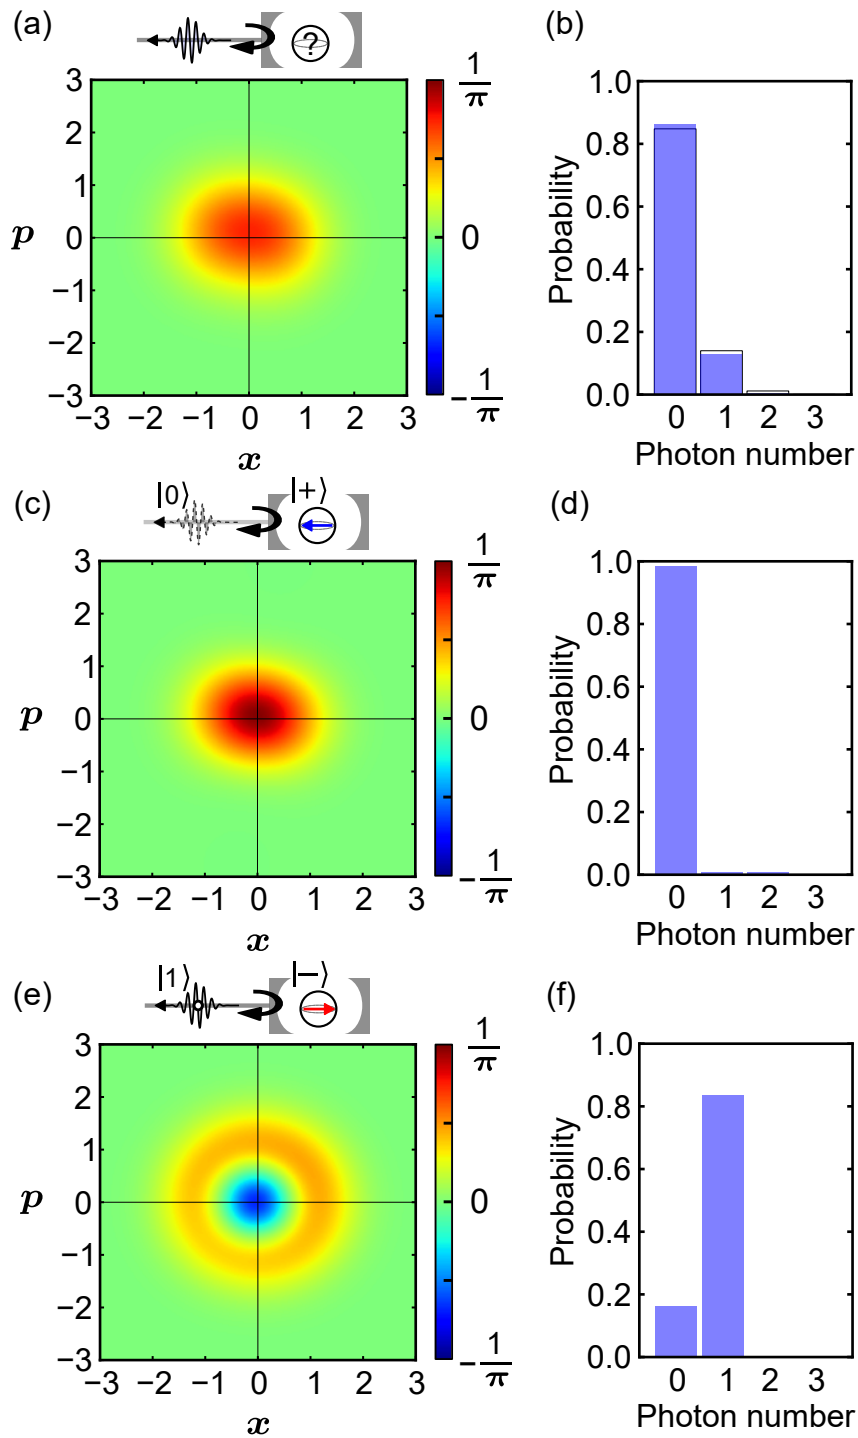 (a)
?
3
2
1
0
−1
−2
−3
p
−3 −2 −1 0 1 2 3
x
1/π
0
−1/π
(b)
1.0
0.8
0.6
0.4
0.2
0.0
Probability
0 1 2 3
Photon number
(c)
|0⟩ |+⟩
3
2
1
0
−1
−2
−3
p
−3 −2 −1 0 1 2 3
x
1/π
0
−1/π
(d)
1.0
0.8
0.6
0.4
0.2
0.0
Probability
0 1 2 3
Photon number
(e)
|1⟩ |−⟩
3
2
1
0
−1
−2
−3
p
−3 −2 −1 0 1 2 3
x
1/π
0
−1/π
(f)
1.0
0.8
0.6
0.4
0.2
0.0
Probability
0 1 2 3
Photon number